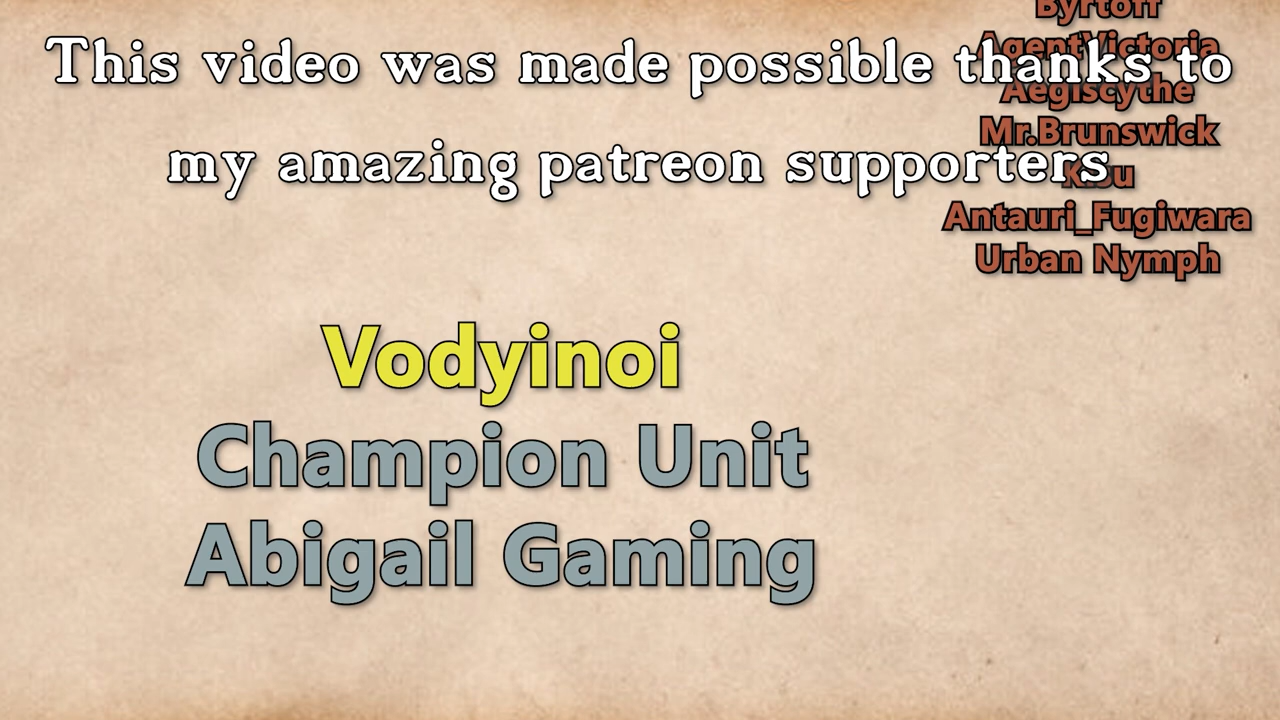 This video was made possible thanks to
my amazing patreon supporters
Byrtoff
AgentVictoria
Aegiscythe
Mr.Brunswick
Antauri_Fugiwara
Urban Nymph
Vodyinoi
Champion Unit
Abigail Gaming